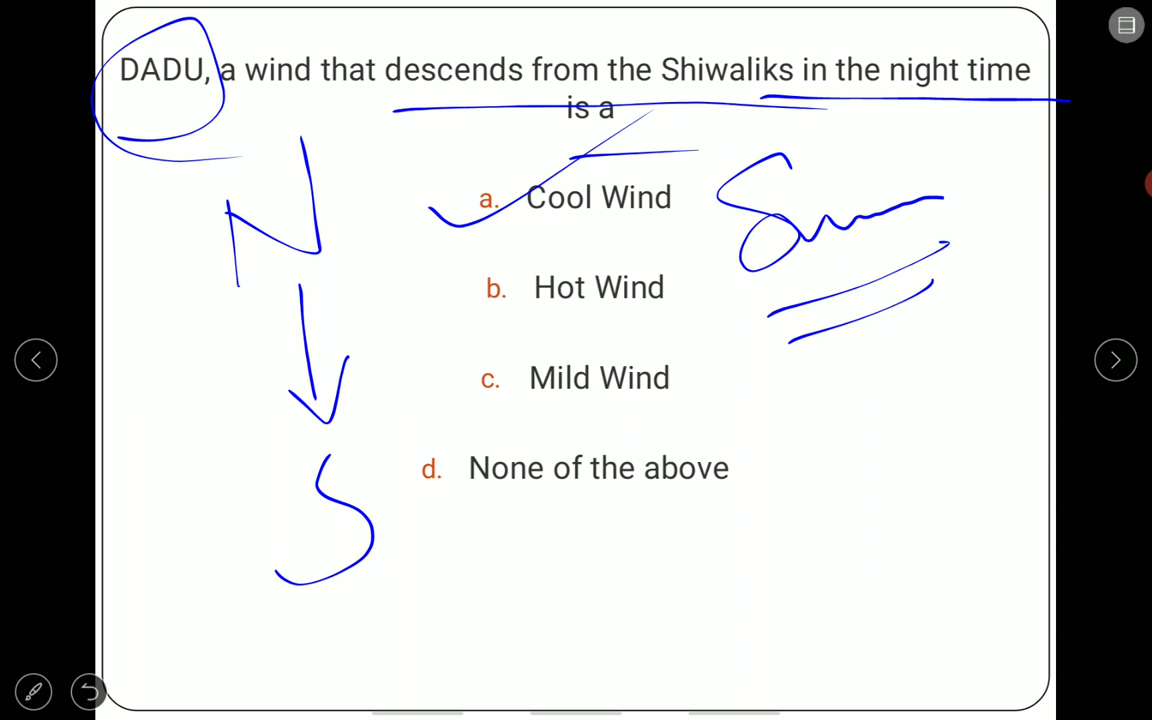 DADU, a wind that descends from the Shiwaliks in the night time
is a
a. Cool Wind
b. Hot Wind
c. Mild Wind
d. None of the above
N
S